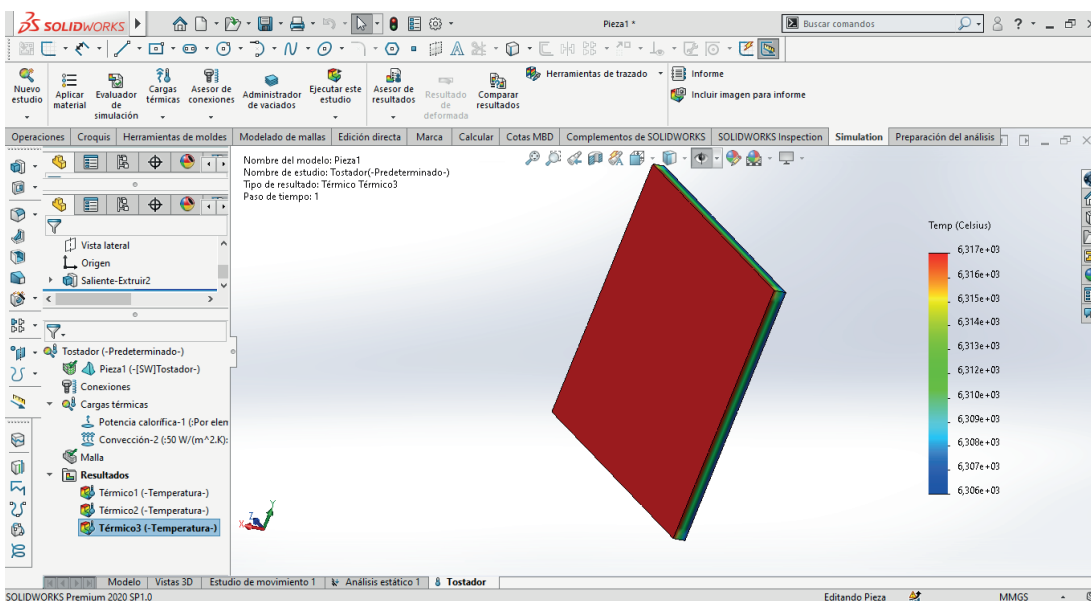 SOLIDWORKS
Pieza1 *
Buscar comandos
Nuevo estudio
Aplicar material
Evaluador de simulación
Cargas térmicas
Asesor de conexiones
Administrador de vaciados
Ejecutar este estudio
Asesor de resultados
Resultado de deformada
Comparar resultados
Herramientas de trazado
Informe
Incluir imagen para informe
Operaciones Croquis Herramientas de moldes Modelado de mallas Edición directa Marca Calcular Cotas MBD Complementos de SOLIDWORKS SOLIDWORKS Inspection Simulation Preparación del análisis
Nombre del modelo: Pieza1
Nombre de estudio: Tostador(-Predeterminado-)
Tipo de resultado: Térmico Térmico3
Paso de tiempo: 1
Vista lateral
Origen
Saliente-Extruir2
Tostador (-Predeterminado-)
Pieza1 (-[SW]Tostador-)
Conexiones
Cargas térmicas
Potencia calorífica-1 (:Por elen
Convección-2 (:50 W/(m^2.K):
Malla
Resultados
Térmico1 (-Temperatura-)
Térmico2 (-Temperatura-)
Térmico3 (-Temperatura-)
Temp (Celsius)
6,317e+03
6,316e+03
6,315e+03
6,314e+03
6,313e+03
6,312e+03
6,310e+03
6,309e+03
6,308e+03
6,307e+03
6,306e+03
Y
Z
X
Modelo Vistas 3D Estudio de movimiento 1 Análisis estático 1 Tostador
SOLIDWORKS Premium 2020 SP1.0
Editando Pieza
MMGS